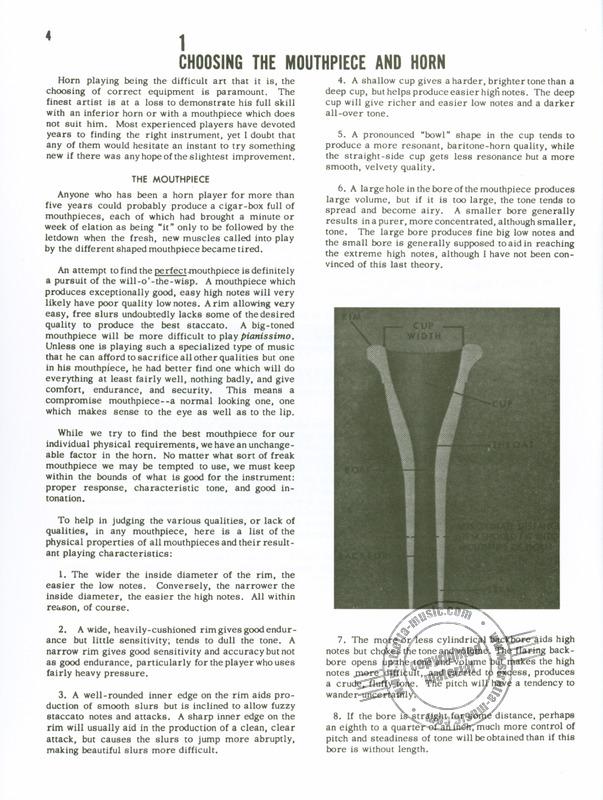 4
1
CHOOSING THE MOUTHPIECE AND HORN
Horn playing being the difficult art that it is, the
choosing of correct equipment is paramount. The
finest artist is at a loss to demonstrate his full skill
with an inferior horn or with a mouthpiece which does
not suit him. Most experienced players have devoted
years to finding the right instrument, yet I doubt that
any of them would hesitate an instant to try something
new if there was any hope of the slightest improvement.
THE MOUTHPIECE
Anyone who has been a horn player for more than
five years could probably produce a cigar-box full of
mouthpieces, each of which had brought a minute or
week of elation as being "it" only to be followed by the
letdown when the fresh, new muscles called into play
by the different shaped mouthpiece became tired.
An attempt to find the perfect mouthpiece is definitely
a pursuit of the will-o'-the-wisp. A mouthpiece which
produces exceptionally good, easy high notes will very
likely have poor quality low notes. A rim allowing very
easy, free slurs undoubtedly lacks some of the desired
quality to produce the best staccato. A big-toned
mouthpiece will be more difficult to play pianissimo.
Unless one is playing such a specialized type of music
that he can afford to sacrifice all other qualities but one
in his mouthpiece, he had better find one which will do
everything at least fairly well, nothing badly, and give
comfort, endurance, and security. This means a
compromise mouthpiece--a normal looking one, one
which makes sense to the eye as well as to the lip.
While we try to find the best mouthpiece for our
individual physical requirements, we have an unchange-
able factor in the horn. No matter what sort of freak
mouthpiece we may be tempted to use, we must keep
within the bounds of what is good for the instrument:
proper response, characteristic tone, and good in-
tonation.
To help in judging the various qualities, or lack of
qualities, in any mouthpiece, here is a list of the
physical properties of all mouthpieces and their result-
ant playing characteristics:
1. The wider the inside diameter of the rim, the
easier the low notes. Conversely, the narrower the
inside diameter, the easier the high notes. All within
reason, of course.
2. A wide, heavily-cushioned rim gives good endur-
ance but little sensitivity; tends to dull the tone. A
narrow rim gives good sensitivity and accuracy but not
as good endurance, particularly for the player who uses
fairly heavy pressure.
3. A well-rounded inner edge on the rim aids pro-
duction of smooth slurs but is inclined to allow fuzzy
staccato notes and attacks. A sharp inner edge on the
rim will usually aid in the production of a clean, clear
attack, but causes the slurs to jump more abruptly,
making beautiful slurs more difficult.
4. A shallow cup gives a harder, brighter tone than a
deep cup, but helps produce easier high notes. The deep
cup will give richer and easier low notes and a darker
all-over tone.
5. A pronounced "bowl" shape in the cup tends to
produce a more resonant, baritone-horn quality, while
the straight-side cup gets less resonance but a more
smooth, velvety quality.
6. A large hole in the bore of the mouthpiece produces
large volume, but if it is too large, the tone tends to
spread and become airy. A smaller bore generally
results in a purer, more concentrated, although smaller,
tone. The large bore produces fine big low notes and
the small bore is generally supposed to aid in reaching
the extreme high notes, although I have not been con-
vinced of this last theory.
RIM
CUP
WIDTH
CUP
THROAT
BORE
BACKBORE
7. The more or less cylindrical backbore aids high
notes but chokes the tone and volume. The flaring back-
bore opens up the tone and volume but makes the high
notes more difficult, and carried to excess, produces
a crude, fluffy tone. The pitch will have a tendency to
wander uncertainly.
8. If the bore is straight for some distance, perhaps
an eighth to a quarter of an inch, much more control of
pitch and steadiness of tone will be obtained than if this
bore is without length.